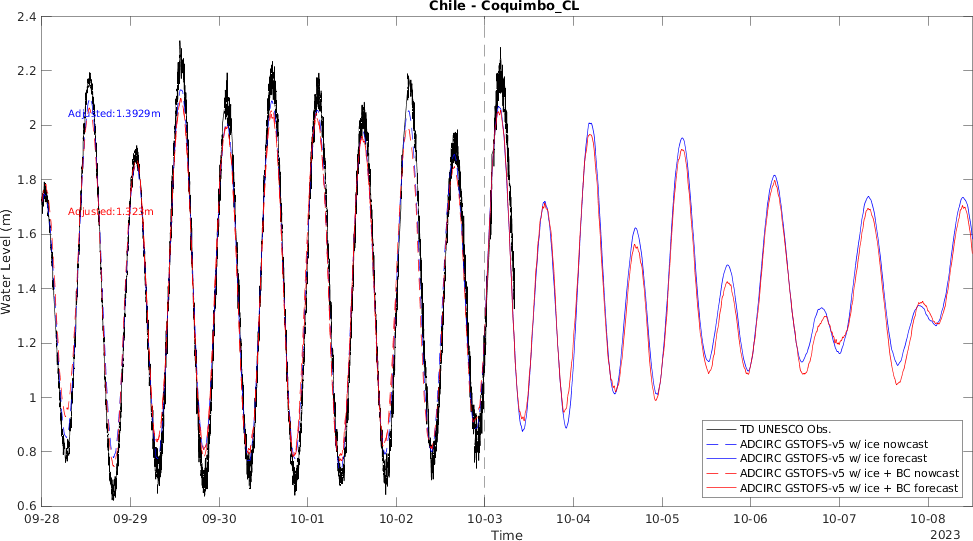 Chile - Coquimbo_CL
2.4
2.2
2
1.8
1.6
1.4
1.2
1
0.8
0.6
Water Level (m)
Adjusted:1.3929m
Adjusted:1.323m
TD UNESCO Obs.
ADCIRC GSTOFS-v5 w/ ice nowcast
ADCIRC GSTOFS-v5 w/ ice forecast
ADCIRC GSTOFS-v5 w/ ice + BC nowcast
ADCIRC GSTOFS-v5 w/ ice + BC forecast
09-28 09-29 09-30 10-01 10-02 10-03 10-04 10-05 10-06 10-07 10-08
Time
2023